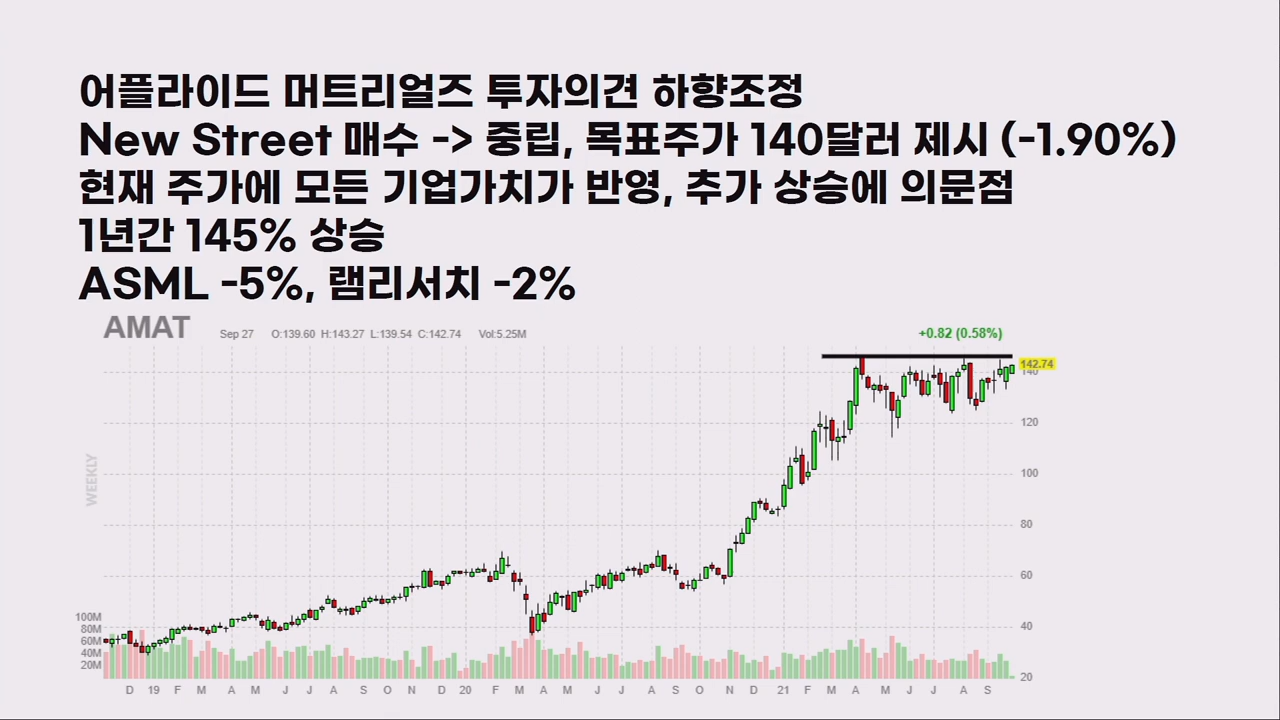 어플라이드 머트리얼즈 투자의견 하향조정
New Street 매수 -> 중립, 목표주가 140달러 제시 (-1.90%)
현재 주가에 모든 기업가치가 반영, 추가 상승에 의문점
1년간 145% 상승
ASML -5%, 램리서치 -2%
AMAT Sep 27 O:139.60 H:143.27 L:139.54 C:142.74 Vol:5.25M +0.82 (0.58%)
142.74
140
120
100
WEEKLY
80
60
100M
80M 40
60M
40M
20M
20
D 19 F M A M J J A S O N D 20 F M A M J J A S O N D 21 F M A M J J A S